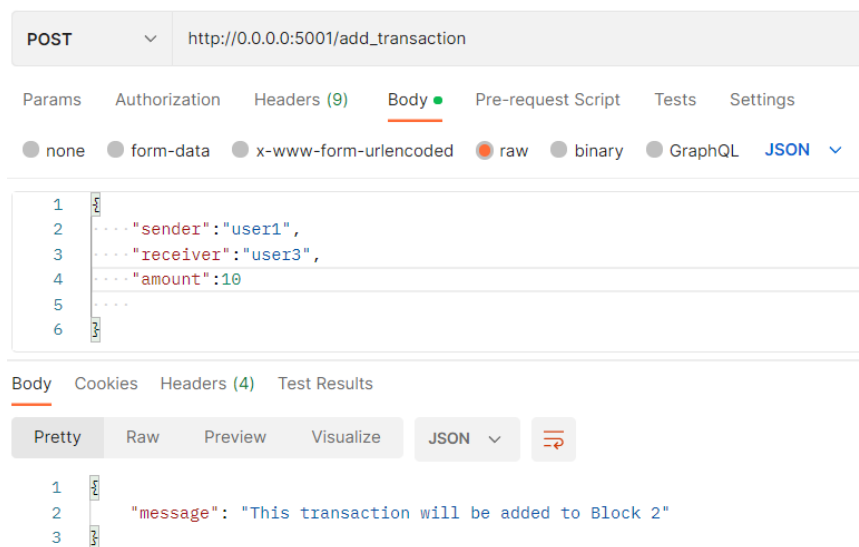 POST http://0.0.0.0:5001/add_transaction
Params Authorization Headers (9) Body Pre-request Script Tests Settings
none form-data x-www-form-urlencoded raw binary GraphQL JSON
1 {
2 "sender":"user1",
3 "receiver":"user3",
4 "amount":10
5
6 }
Body Cookies Headers (4) Test Results
Pretty Raw Preview Visualize JSON
1 {
2 "message": "This transaction will be added to Block 2"
3 }